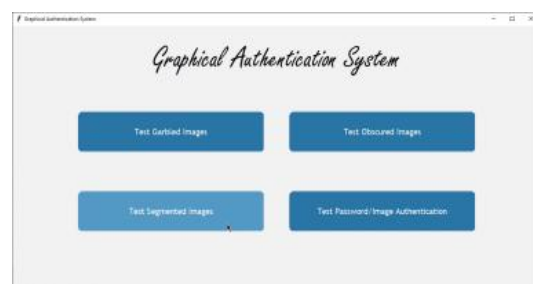 Graphical Authentication System
Graphical Authentication System
Test Garbled Images
Test Obscured Images
Test Segmented Images
Test Password/Image Authentication